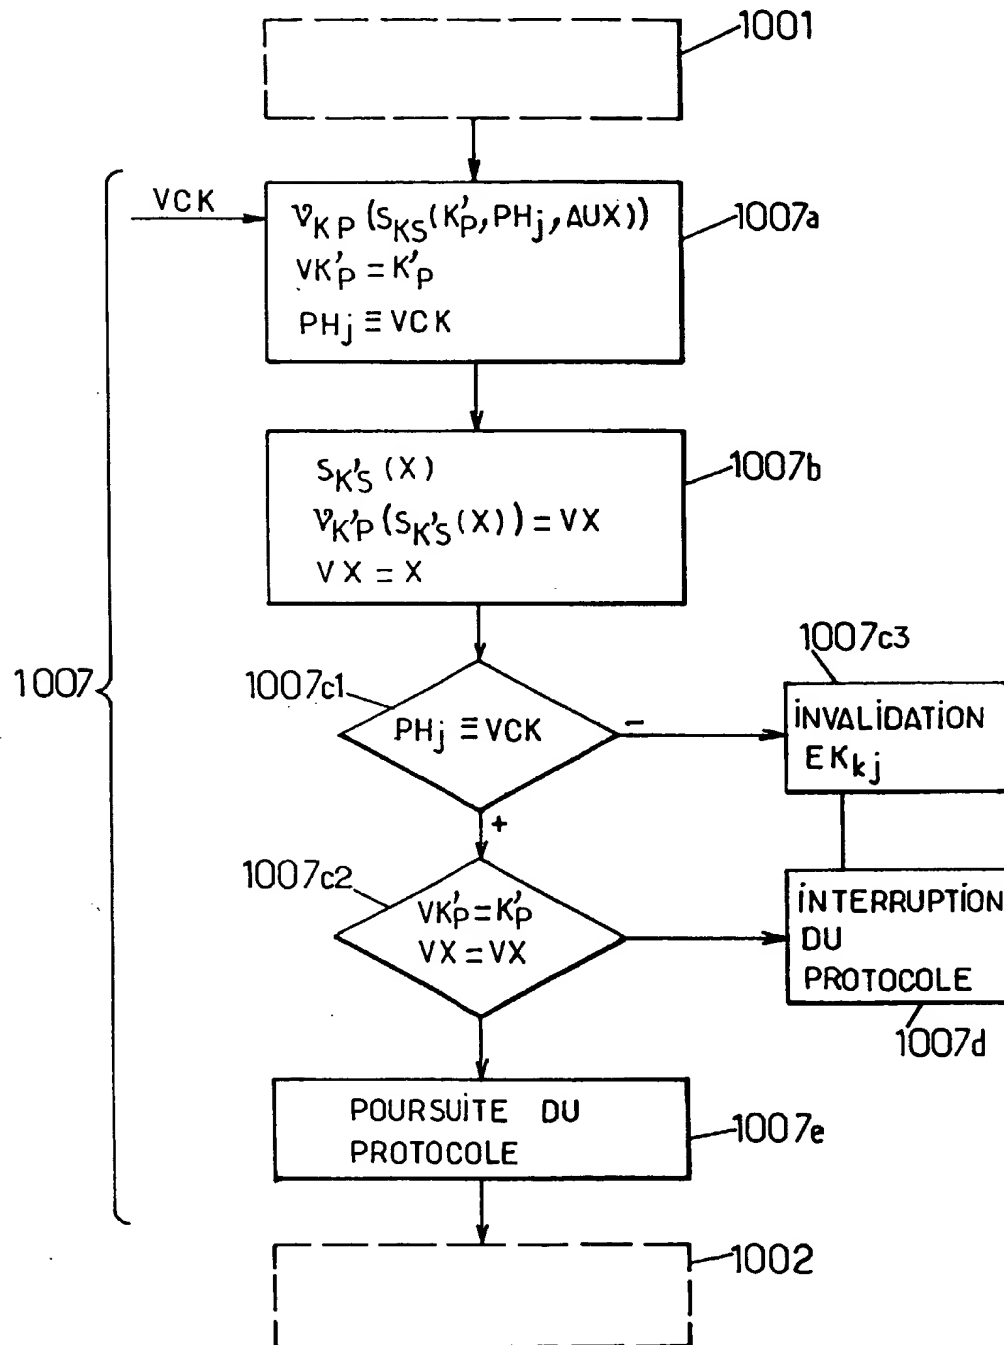 1001
VCK
𝒱KP (SKS (K'P, PHj, AUX))
VK'P = K'P
PHj ≡ VCK
1007a
SK'S (X)
𝒱K'P (SK'S (X)) = VX
VX = X
1007b
1007
1007c1
PHj ≡ VCK
-
+
1007c3
iNVALiDATiON
EKkj
1007c2
VK'P = K'P
VX = VX
iNTERRUPTiON
DU
PROTOCOLE
1007d
POURSUiTE DU
PROTOCOLE
1007e
1002